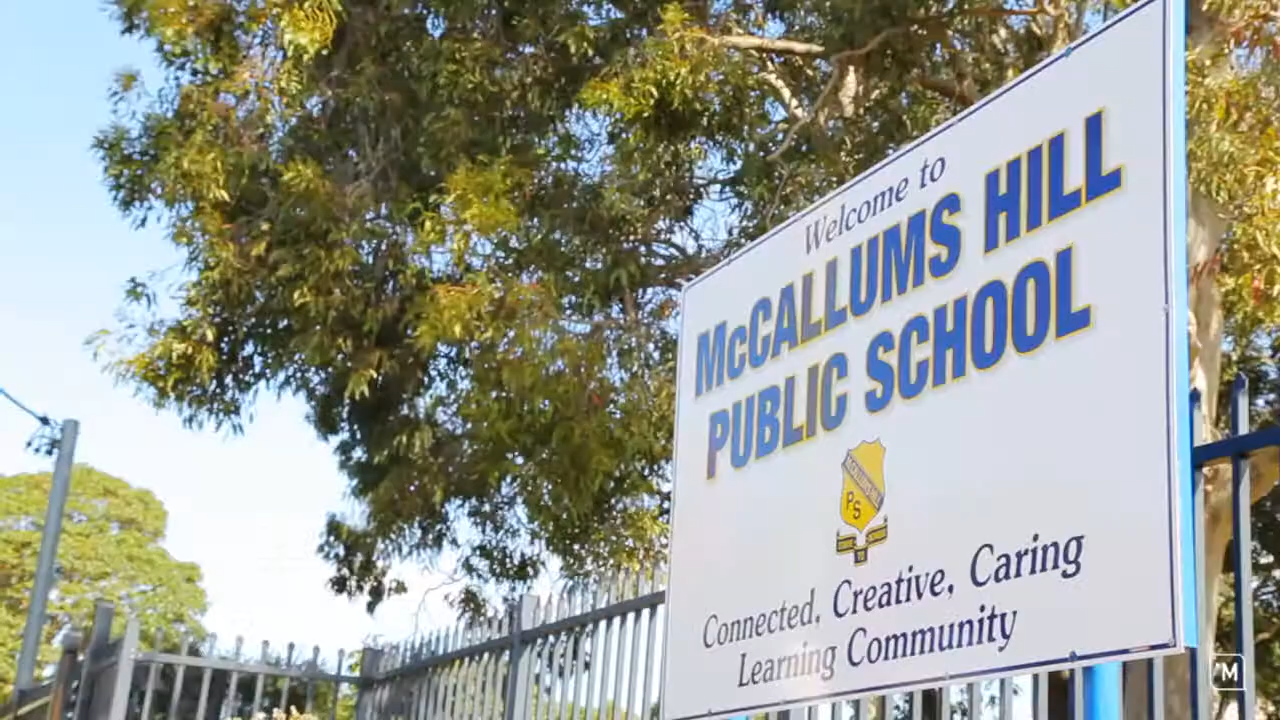 Welcome to
McCALLUMS HILL
PUBLIC SCHOOL
PS
Connected, Creative, Caring
Learning Community
'M